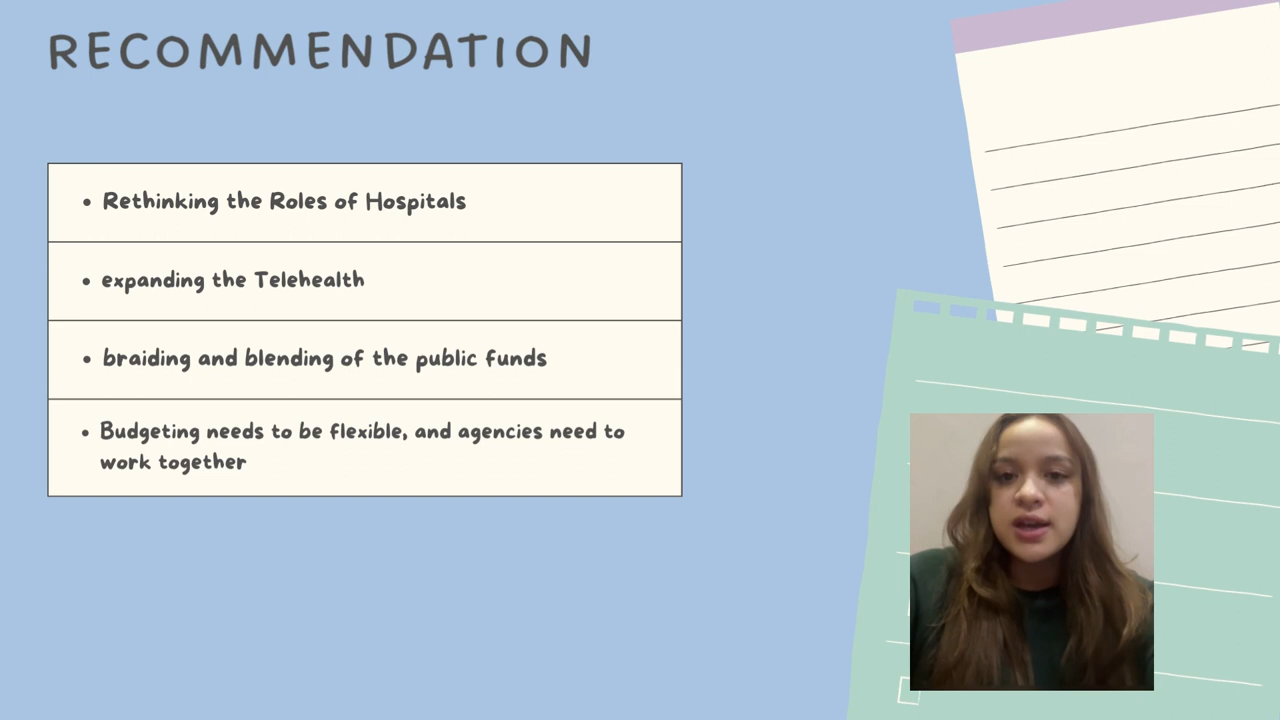 RECOMMENDATION
• Rethinking the Roles of Hospitals
• expanding the Telehealth
• braiding and blending of the public funds
• Budgeting needs to be flexible, and agencies need to
work together